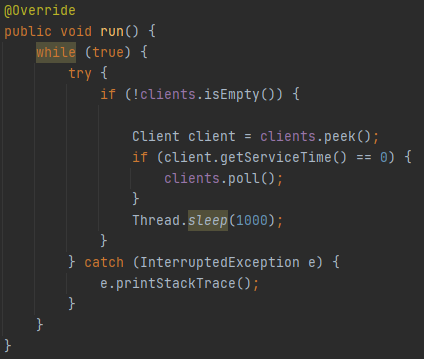 @Override
public void run() {
    while (true) {
        try {
            if (!clients.isEmpty()) {

                Client client = clients.peek();
                if (client.getServiceTime() == 0) {
                    clients.poll();
                }
                Thread.sleep(1000);
            }
        } catch (InterruptedException e) {
            e.printStackTrace();
        }
    }
}